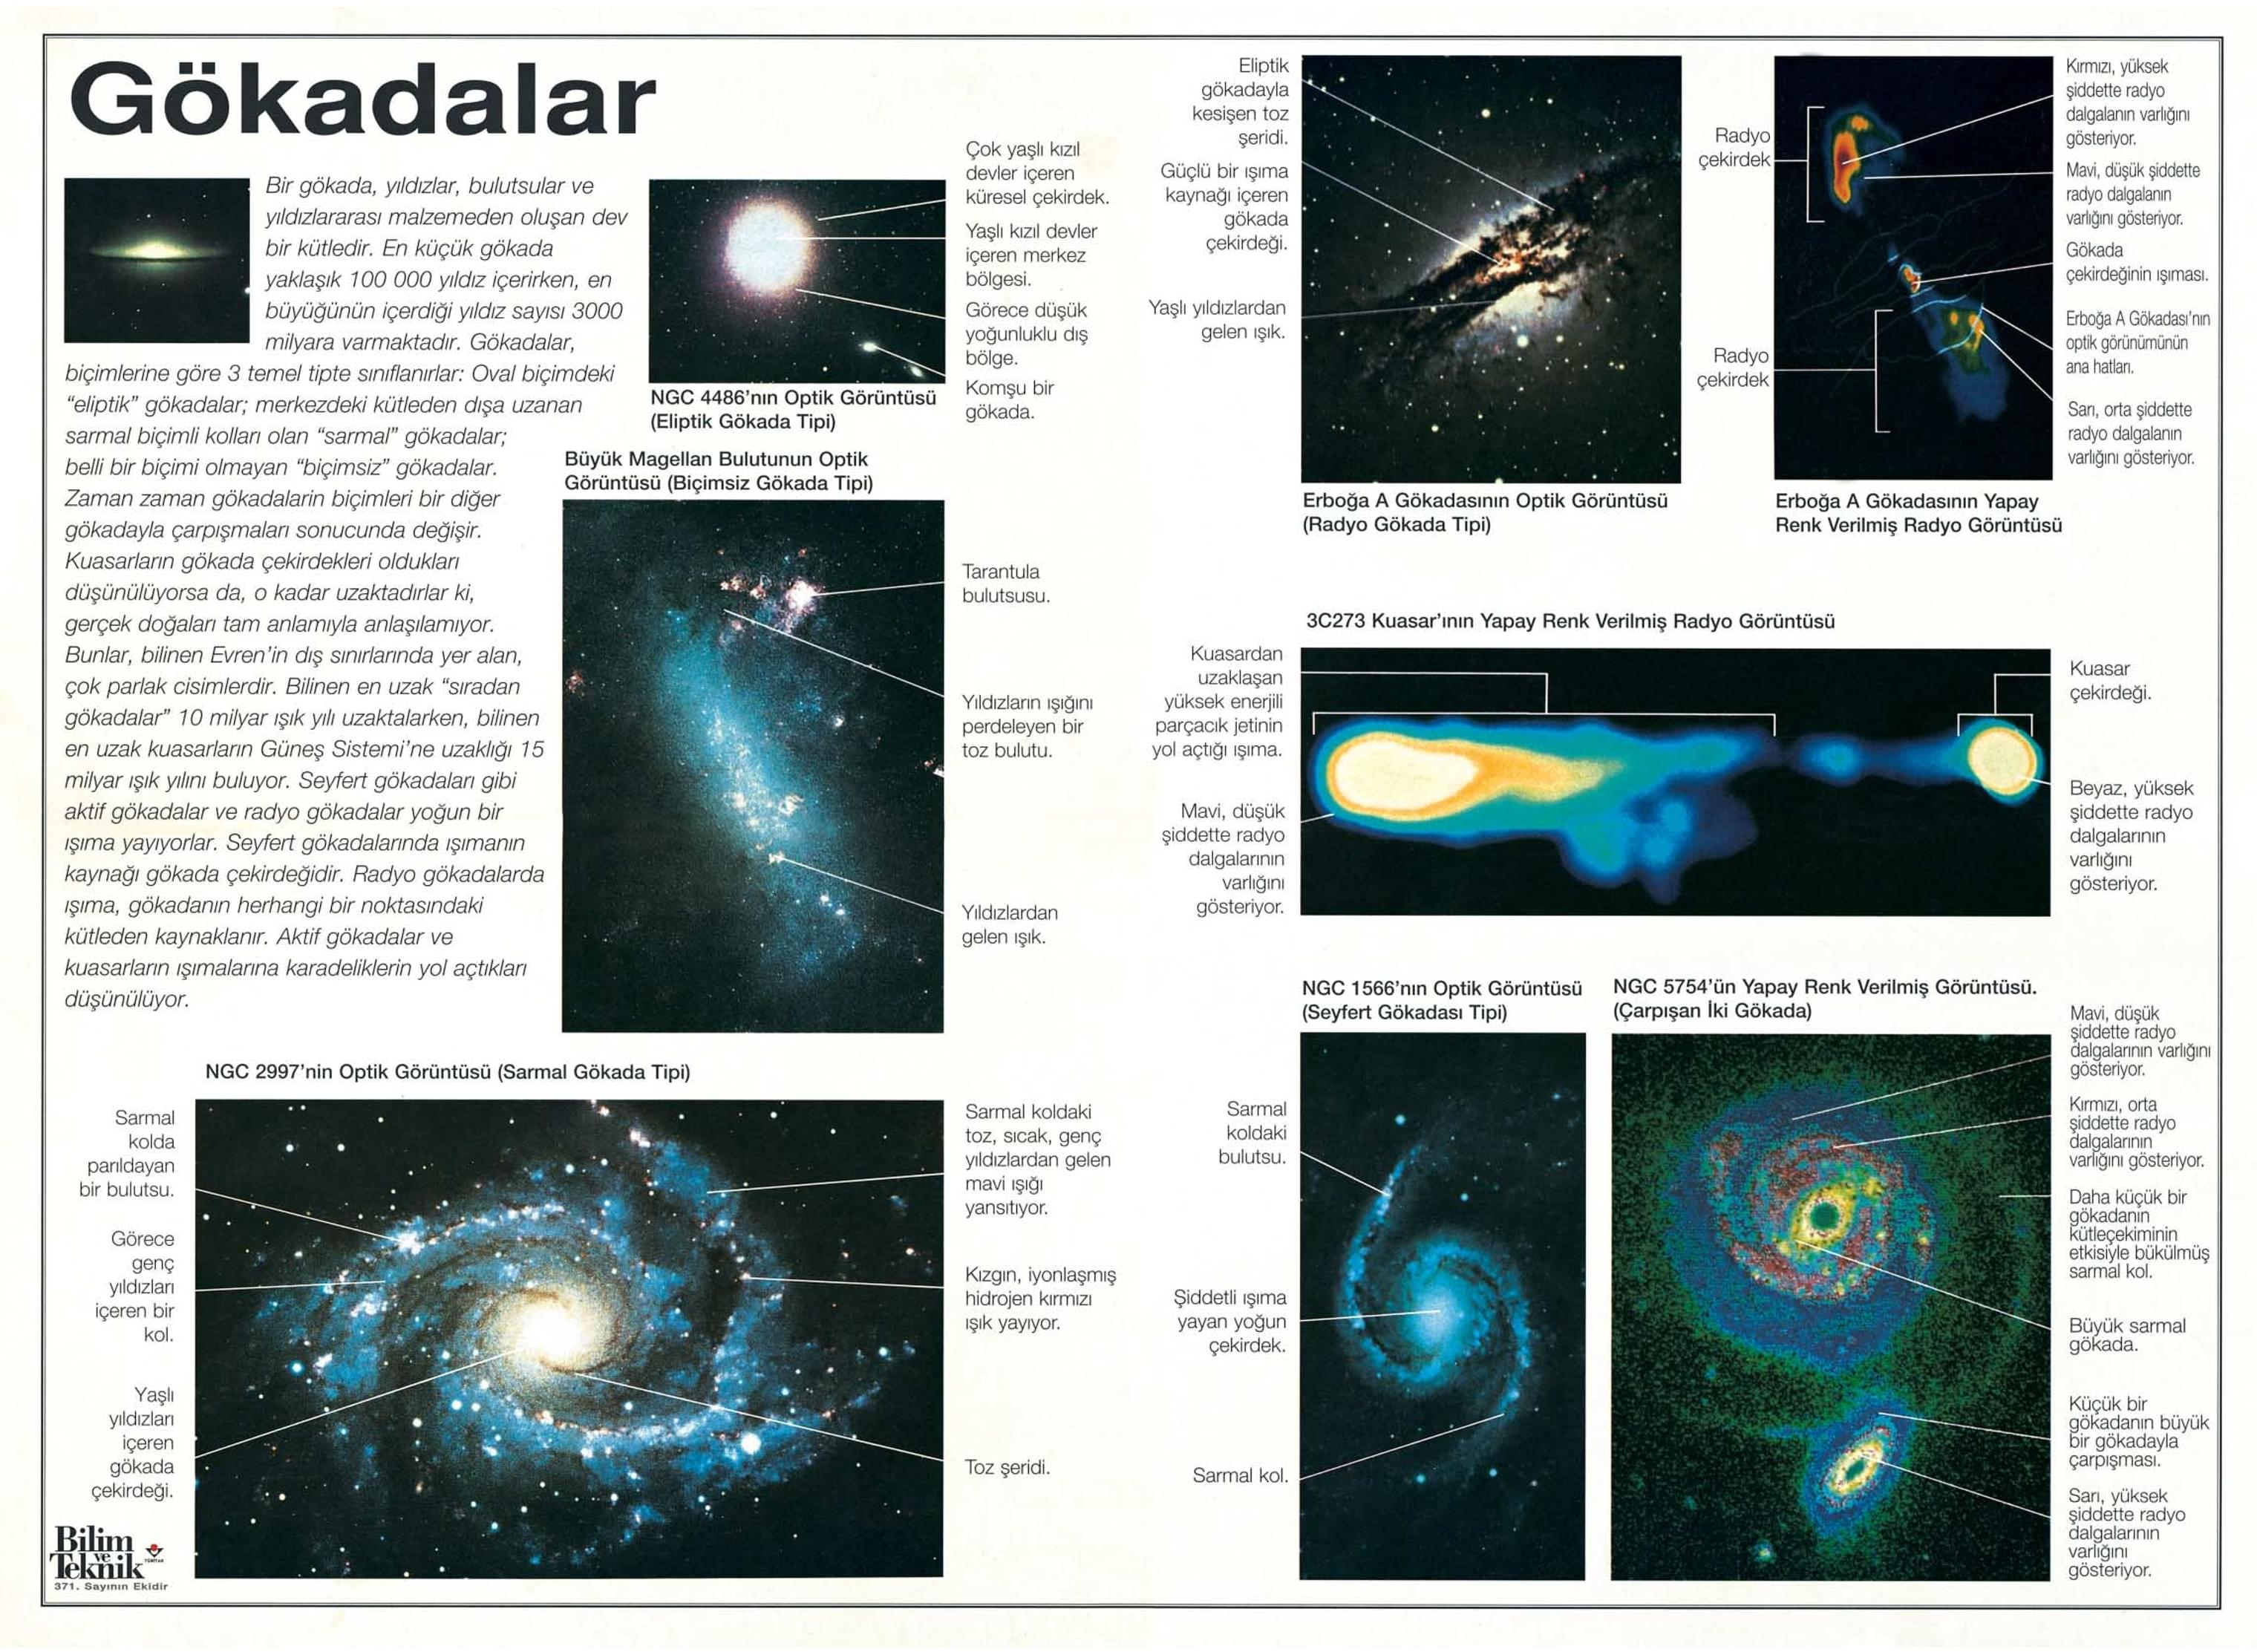 Gökadalar
Bir gökada, yıldızlar, bulutsular ve
yıldızlararası malzemeden oluşan dev
bir kütledir. En küçük gökada
yaklaşık 100 000 yıldız içerirken, en
büyüğünün içerdiği yıldız sayısı 3000
milyara varmaktadır. Gökadalar,
biçimlerine göre 3 temel tipte sınıflanırlar: Oval biçimdeki
“eliptik” gökadalar; merkezdeki kütleden dışa uzanan
sarmal biçimli kolları olan “sarmal” gökadalar;
belli bir biçimi olmayan “biçimsiz” gökadalar.
Zaman zaman gökadalarin biçimleri bir diğer
gökadayla çarpışmaları sonucunda değişir.
Kuasarların gökada çekirdekleri oldukları
düşünülüyorsa da, o kadar uzaktadırlar ki,
gerçek doğaları tam anlamıyla anlaşılamıyor.
Bunlar, bilinen Evren’in dış sınırlarında yer alan,
çok parlak cisimlerdir. Bilinen en uzak “sıradan
gökadalar” 10 milyar ışık yılı uzaktalarken, bilinen
en uzak kuasarların Güneş Sistemi’ne uzaklığı 15
milyar ışık yılını buluyor. Seyfert gökadaları gibi
aktif gökadalar ve radyo gökadalar yoğun bir
ışıma yayıyorlar. Seyfert gökadalarında ışımanın
kaynağı gökada çekirdeğidir. Radyo gökadalarda
ışıma, gökadanın herhangi bir noktasındaki
kütleden kaynaklanır. Aktif gökadalar ve
kuasarların ışımalarına karadeliklerin yol açtıkları
düşünülüyor.
Çok yaşlı kızıl
devler içeren
küresel çekirdek.
Yaşlı kızıl devler
içeren merkez
bölgesi.
Görece düşük
yoğunluklu dış
bölge.
Komşu bir
gökada.
NGC 4486’nın Optik Görüntüsü
(Eliptik Gökada Tipi)
Büyük Magellan Bulutunun Optik
Görüntüsü (Biçimsiz Gökada Tipi)
Tarantula
bulutsusu.
Yıldızların ışığını
perdeleyen bir
toz bulutu.
Yıldızlardan
gelen ışık.
NGC 2997’nin Optik Görüntüsü (Sarmal Gökada Tipi)
Sarmal
kolda
parıldayan
bir bulutsu.
Görece
genç
yıldızları
içeren bir
kol.
Yaşlı
yıldızları
içeren
gökada
çekirdeği.
Sarmal koldaki
toz, sıcak, genç
yıldızlardan gelen
mavi ışığı
yansıtıyor.
Kızgın, iyonlaşmış
hidrojen kırmızı
ışık yayıyor.
Toz şeridi.
Bilim
ve
Teknik
TÜBİTAK
371. Sayının Ekidir
Eliptik
gökadayla
kesişen toz
şeridi.
Güçlü bir ışıma
kaynağı içeren
gökada
çekirdeği.
Yaşlı yıldızlardan
gelen ışık.
Erboğa A Gökadasının Optik Görüntüsü
(Radyo Gökada Tipi)
Radyo
çekirdek
Radyo
çekirdek
Kırmızı, yüksek
şiddette radyo
dalgalanın varlığını
gösteriyor.
Mavi, düşük şiddette
radyo dalgalanın
varlığını gösteriyor.
Gökada
çekirdeğinin ışıması.
Erboğa A Gökadası’nın
optik görünümünün
ana hatları.
Sarı, orta şiddette
radyo dalgalanın
varlığını gösteriyor.
Erboğa A Gökadasının Yapay
Renk Verilmiş Radyo Görüntüsü
3C273 Kuasar’ının Yapay Renk Verilmiş Radyo Görüntüsü
Kuasardan
uzaklaşan
yüksek enerjili
parçacık jetinin
yol açtığı ışıma.
Mavi, düşük
şiddette radyo
dalgalarının
varlığını
gösteriyor.
Kuasar
çekirdeği.
Beyaz, yüksek
şiddette radyo
dalgalarının
varlığını
gösteriyor.
NGC 1566’nın Optik Görüntüsü
(Seyfert Gökadası Tipi)
Sarmal
koldaki
bulutsu.
Şiddetli ışıma
yayan yoğun
çekirdek.
Sarmal kol.
NGC 5754’ün Yapay Renk Verilmiş Görüntüsü.
(Çarpışan İki Gökada)
Mavi, düşük
şiddette radyo
dalgalarının varlığını
gösteriyor.
Kırmızı, orta
şiddette radyo
dalgalarının
varlığını gösteriyor.
Daha küçük bir
gökadanın
kütleçekiminin
etkisiyle bükülmüş
sarmal kol.
Büyük sarmal
gökada.
Küçük bir
gökadanın büyük
bir gökadayla
çarpışması.
Sarı, yüksek
şiddette radyo
dalgalarının
varlığını
gösteriyor.